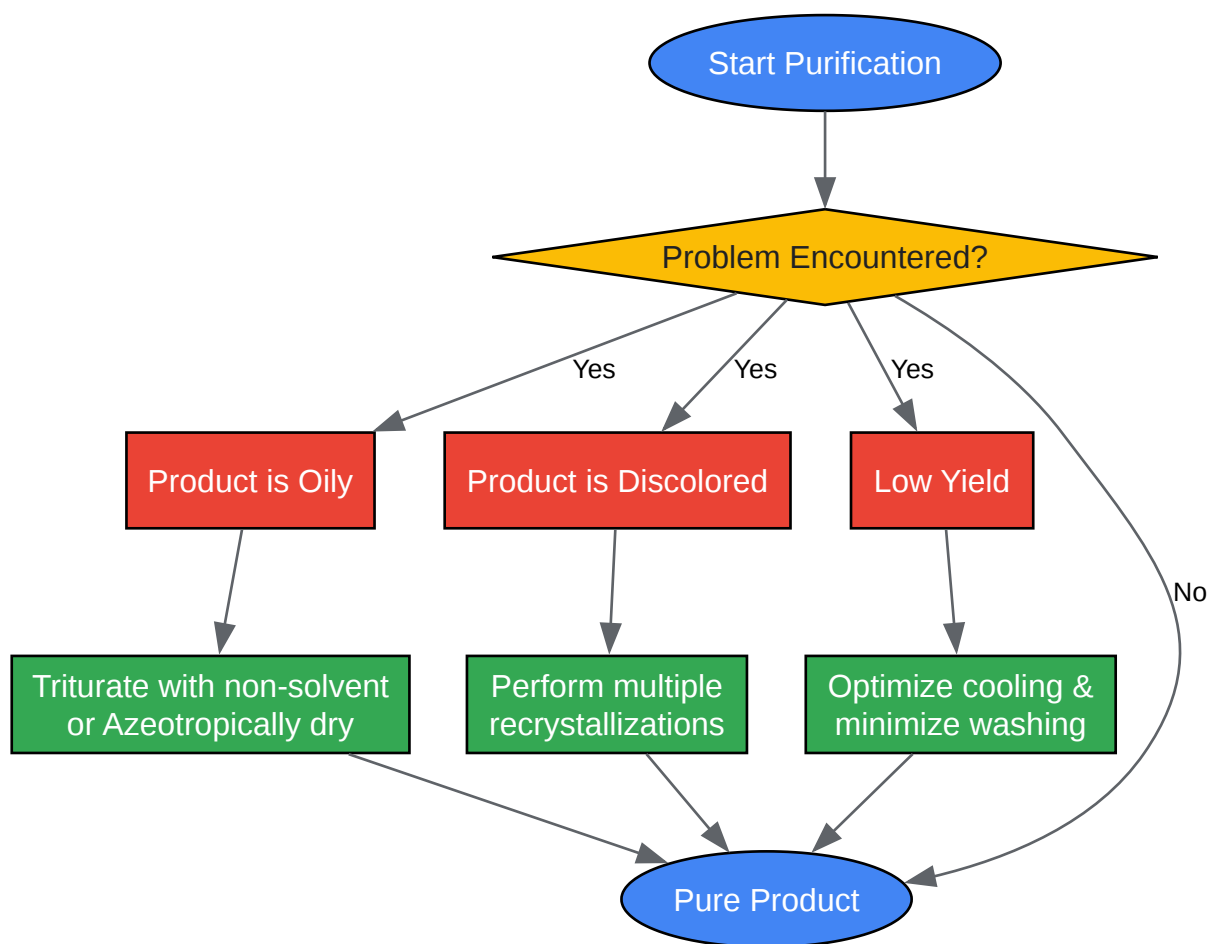 Start Purification
Problem Encountered?
Yes
Yes
Yes
Product is Oily
Product is Discolored
Low Yield
No
Triturate with non-solvent
or Azeotropically dry
Perform multiple
recrystallizations
Optimize cooling &
minimize washing
Pure Product